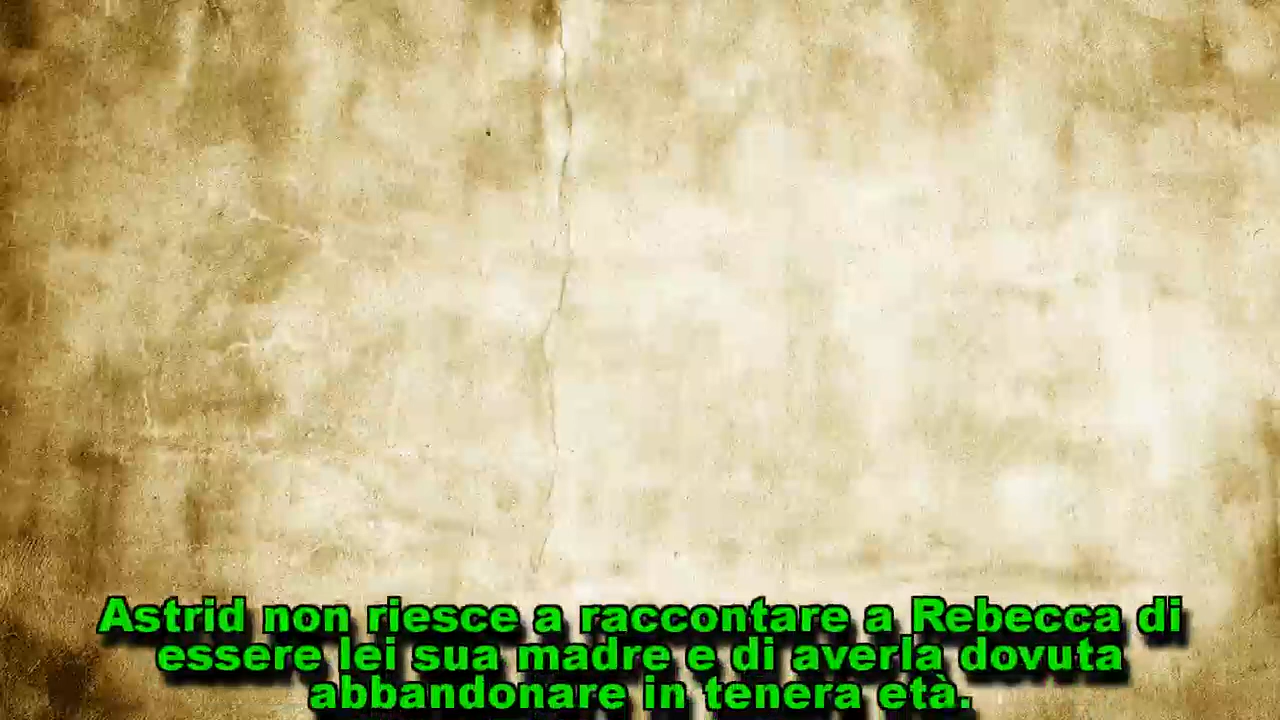 Astrid non riesce a raccontare a Rebecca di
essere lei sua madre e di averla dovuta
abbandonare in tenera età.